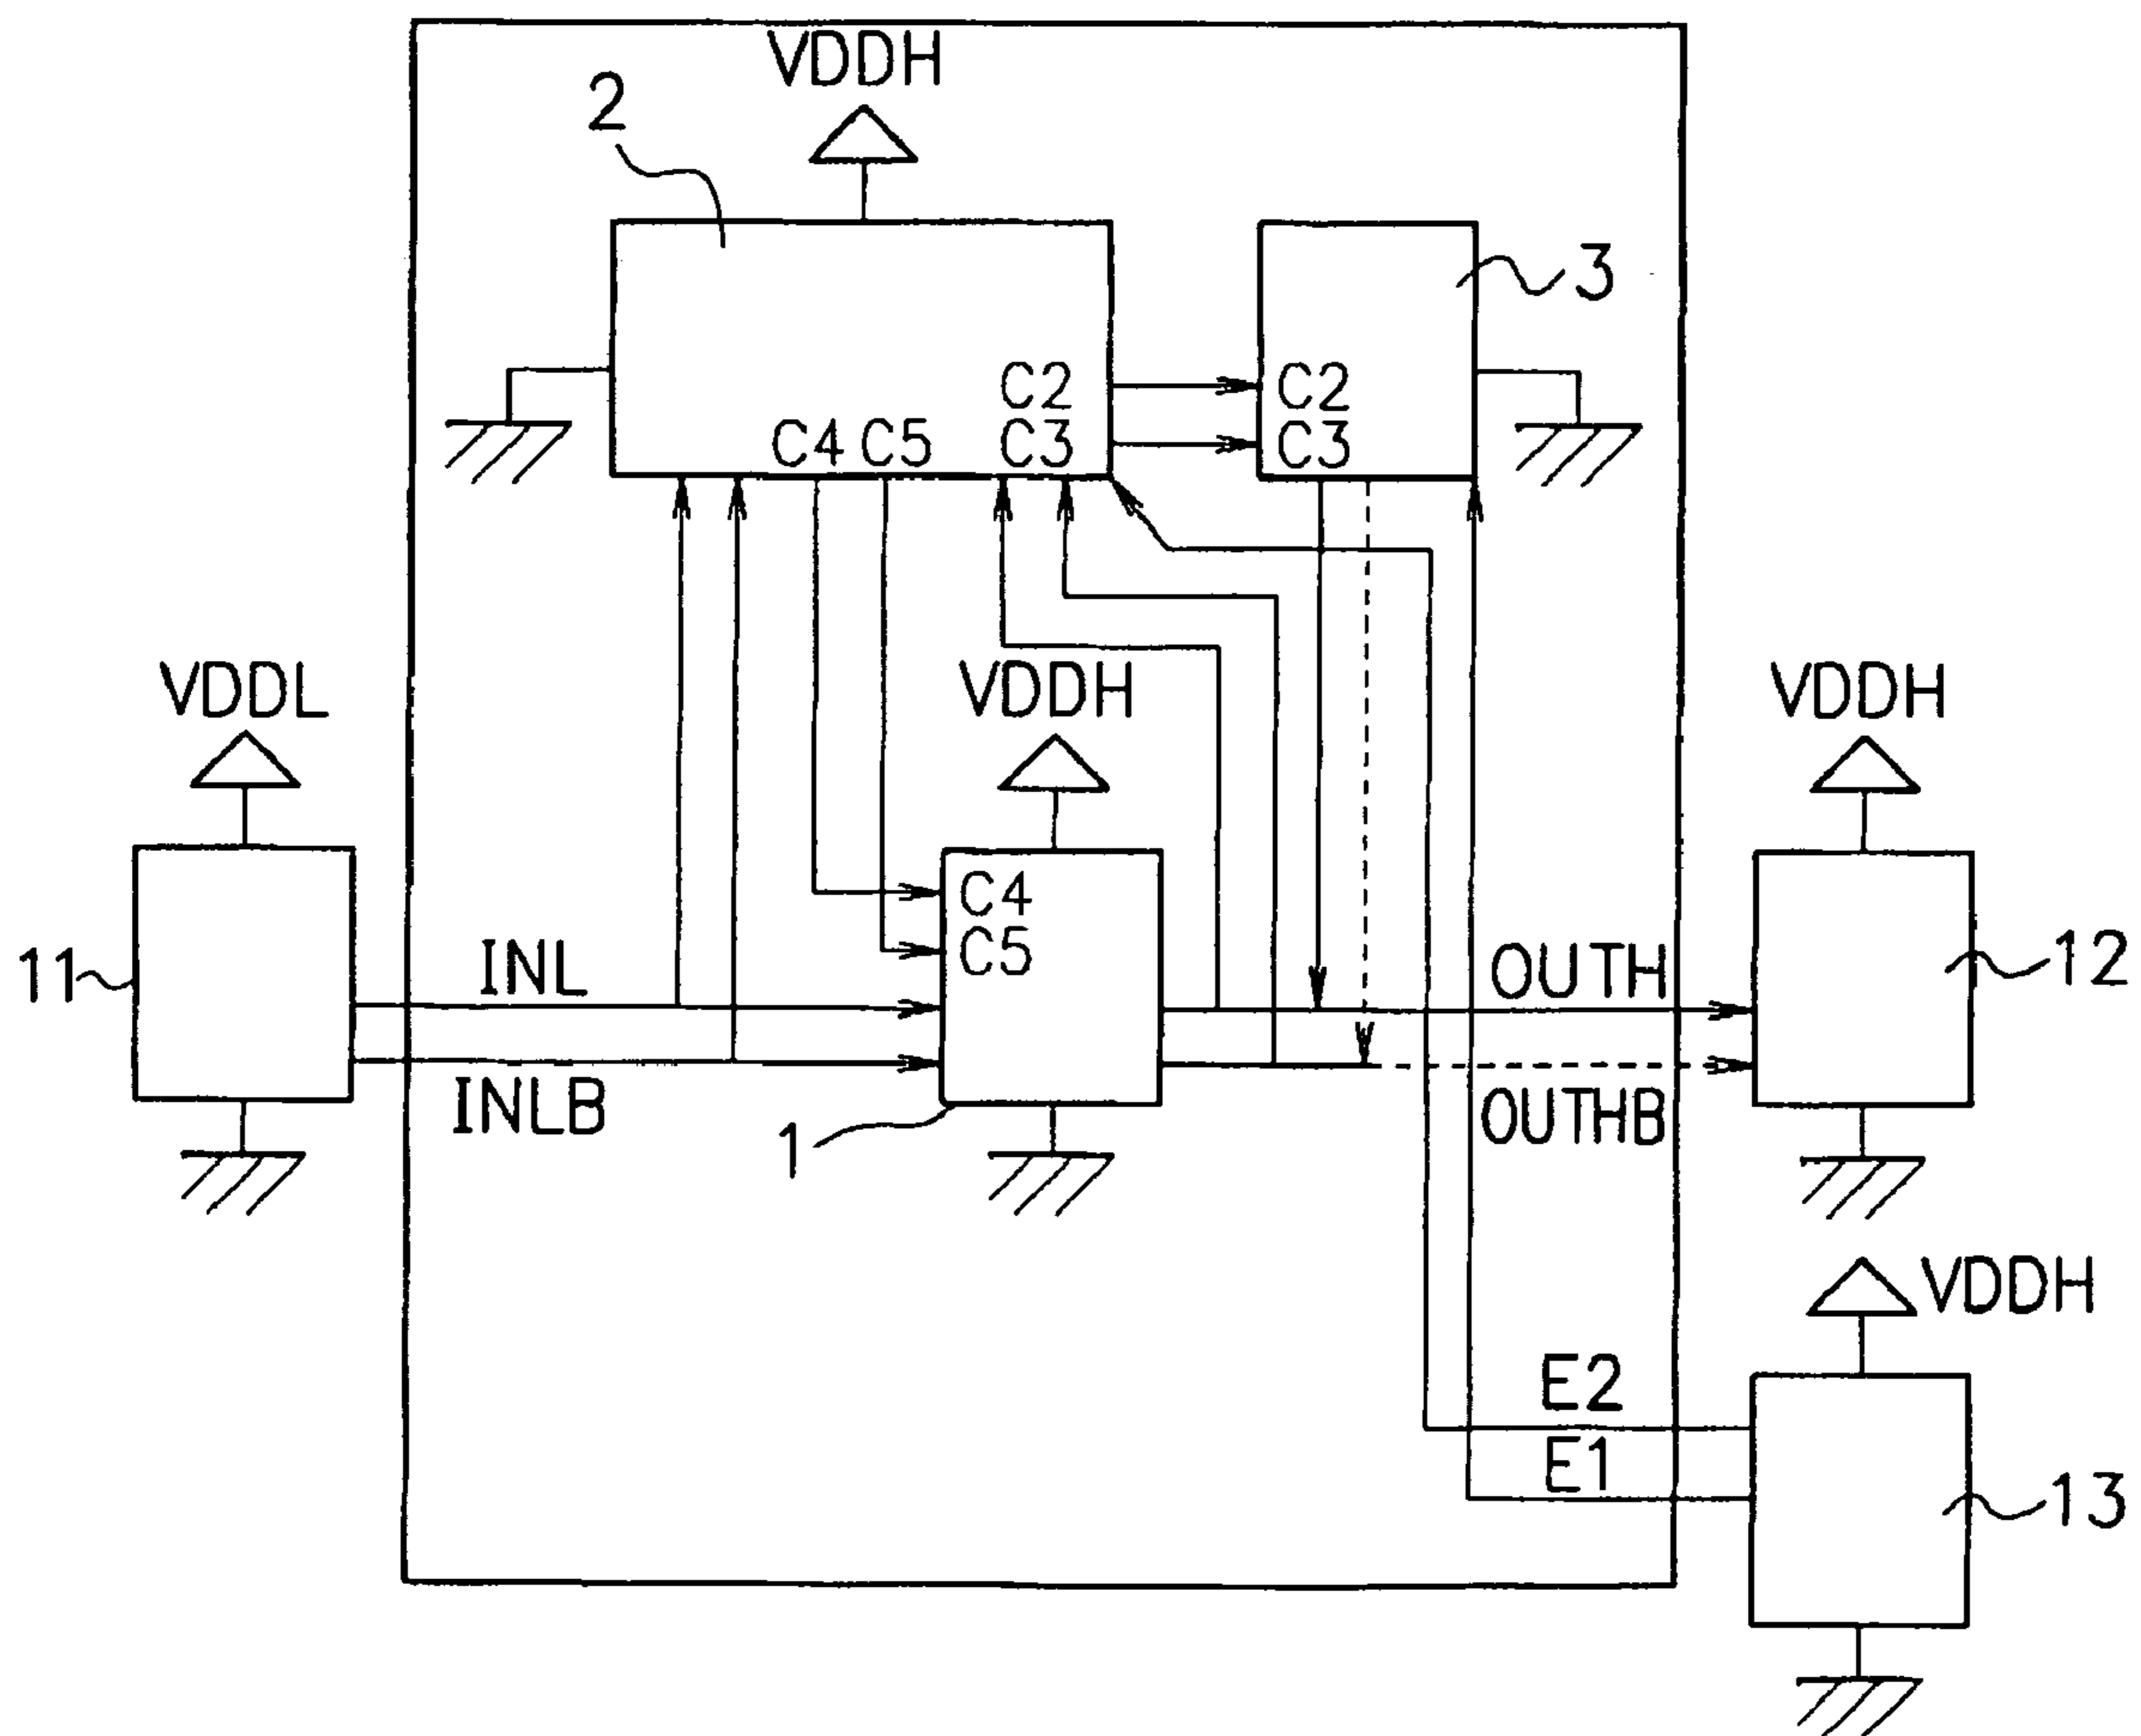 VDDH
2
3
C2
C2
C4 C5
C3
C3
VDDL
VDDH
VDDH
C4
C5
11
INL
OUTH
12
INLB
OUTHB
1
VDDH
E2
E1
13